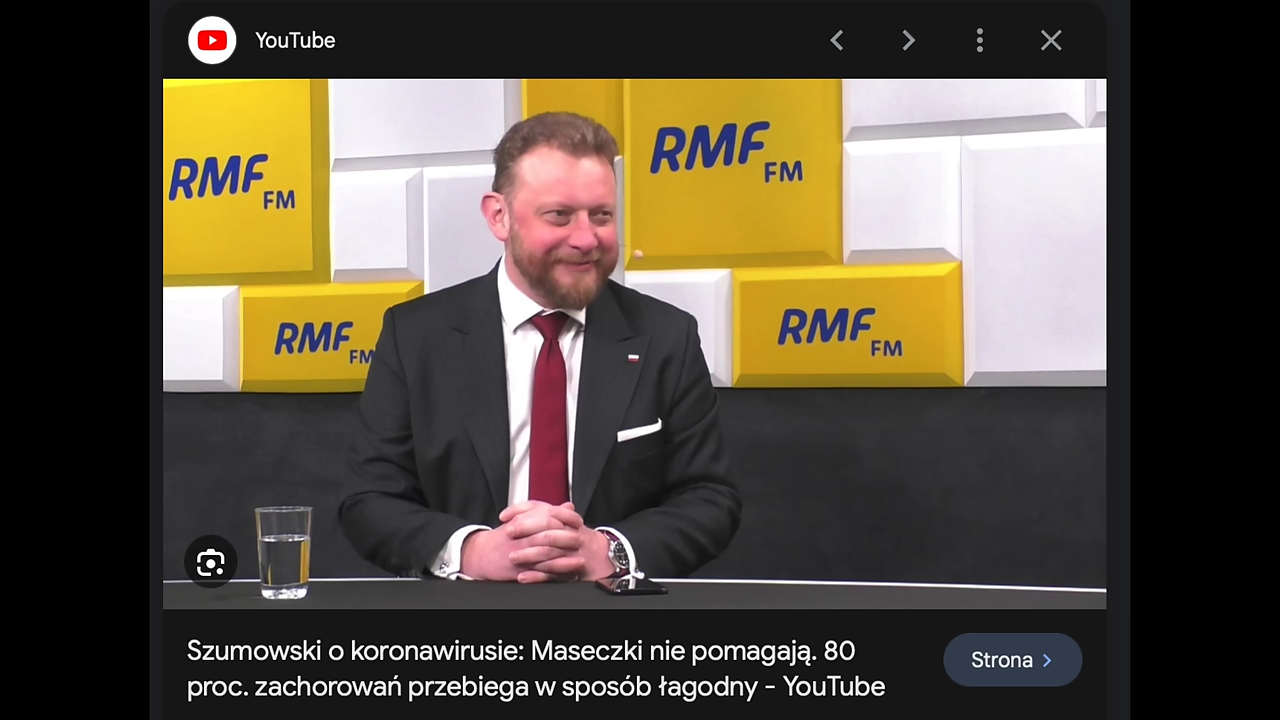 YouTube
RMF FM
RMF FM
RMF FM
RMF FM
Szumowski o koronawirusie: Maseczki nie pomagają. 80
proc. zachorowań przebiega w sposób łagodny - YouTube
Strona